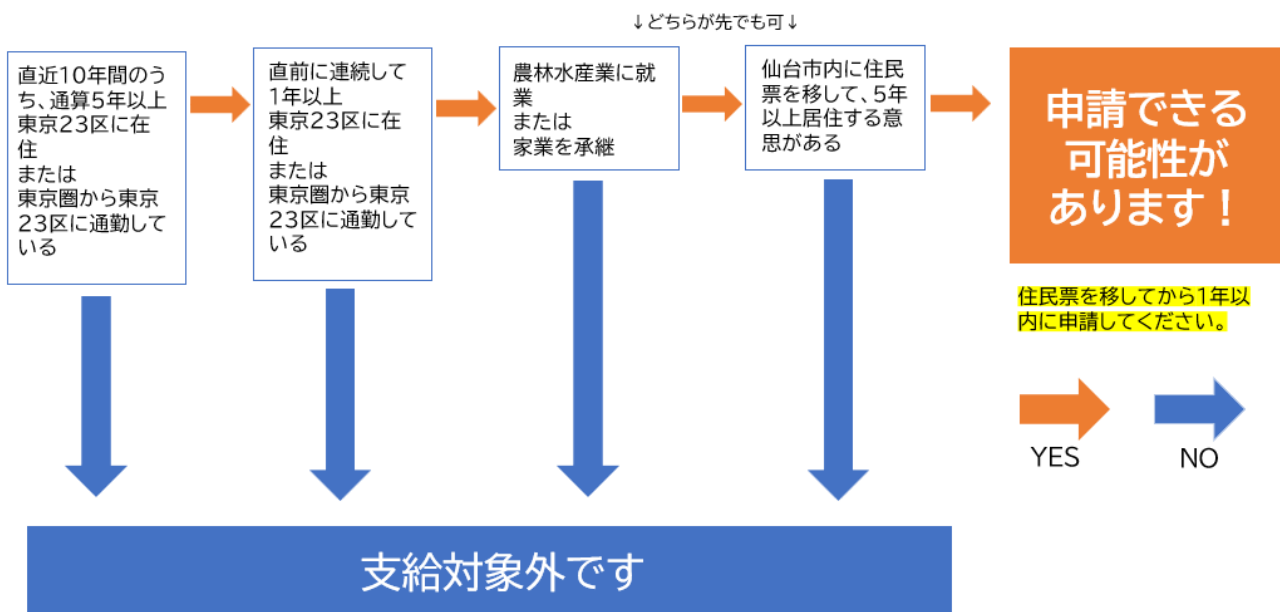 ↓どちらが先でも可↓
直近10年間のう
ち、通算5年以上
東京23区に在
住
または
東京圏から東京
23区に通勤して
いる
直前に連続して
1年以上
東京23区に在
住
または
東京圏から東京
23区に通勤して
いる
農林水産業に就
業
または
家業を承継
仙台市内に住民
票を移して、5年
以上居住する意
思がある
申請できる
可能性が
あります！
住民票を移してから1年以
内に申請してください。
YES
NO
支給対象外です